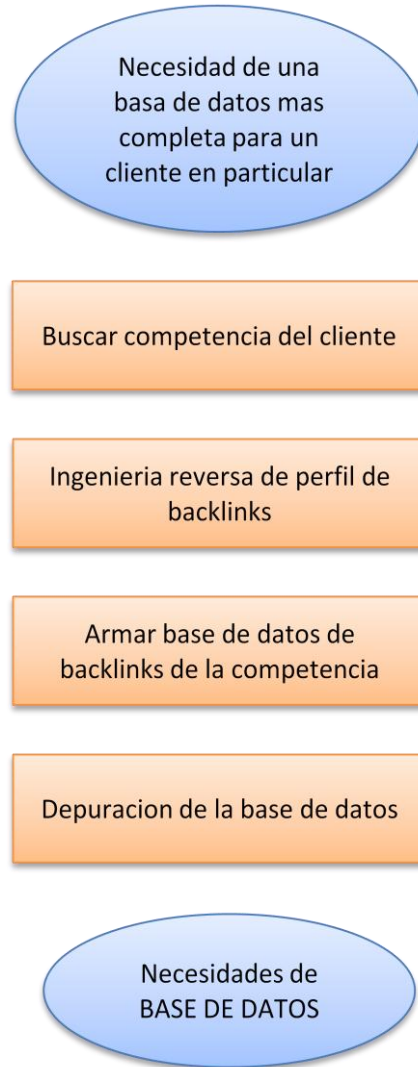 Necesidad de una
basa de datos mas
completa para un
cliente en particular
Buscar competencia del cliente
Ingenieria reversa de perfil de
backlinks
Armar base de datos de
backlinks de la competencia
Depuracion de la base de datos
Necesidades de
BASE DE DATOS